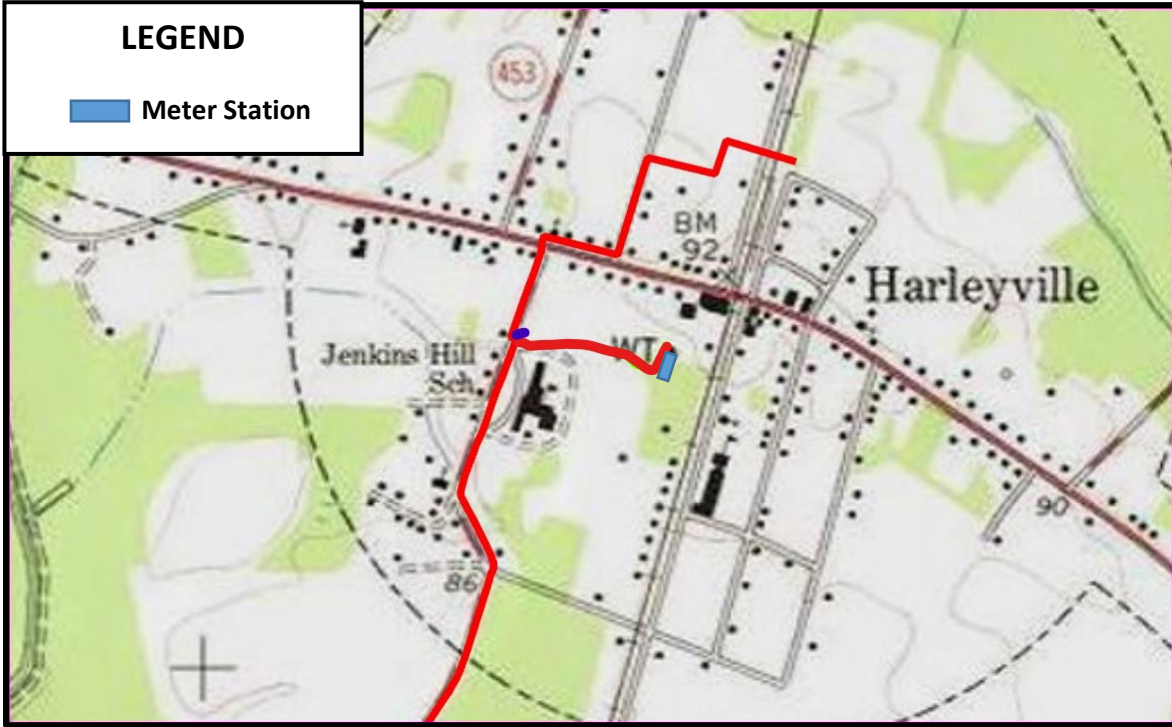 LEGEND
Meter Station
453
BM
92
Harleyville
Jenkins Hill
Sch
WT
90
86